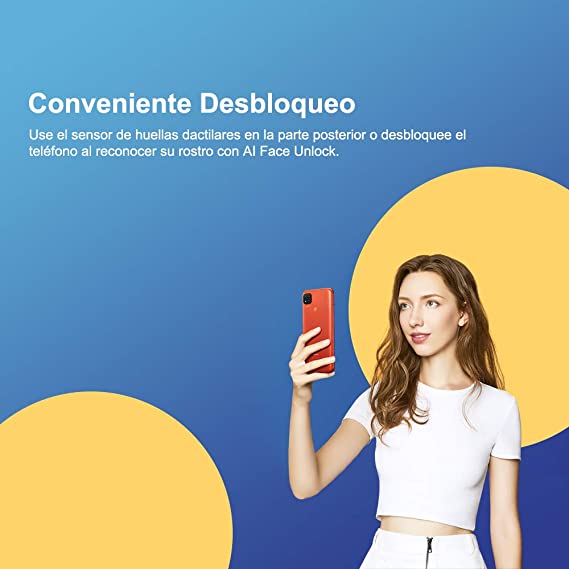 Conveniente Desbloqueo
Use el sensor de huellas dactilares en la parte posterior o desbloquee el
teléfono al reconocer su rostro con AI Face Unlock.